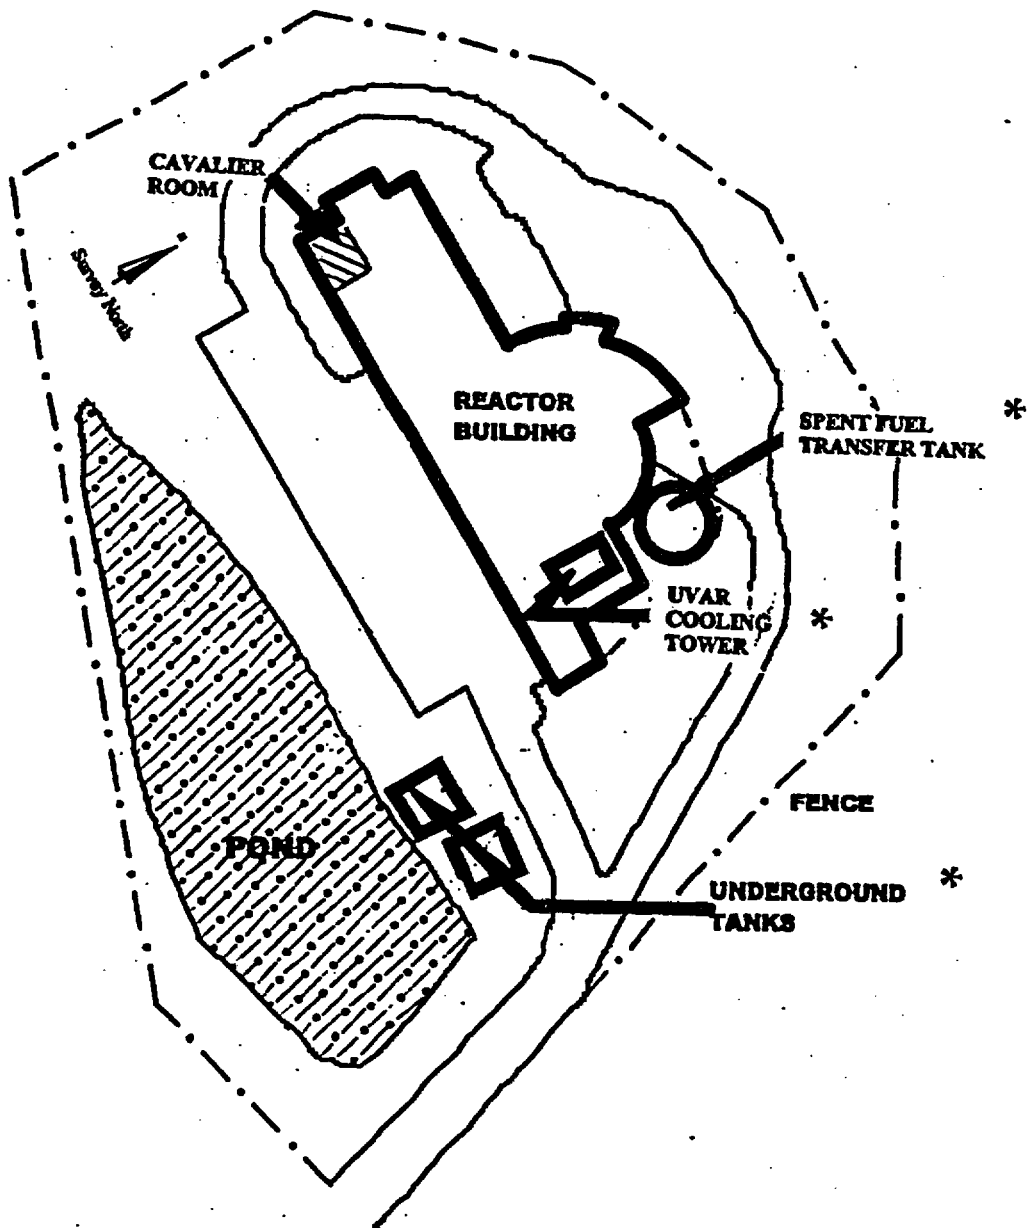 CAVALIER
ROOM
Survey North
REACTOR
BUILDING
SPENT FUEL *
TRANSFER TANK
UVAR
COOLING *
TOWER
FENCE
POND
UNDERGROUND *
TANKS